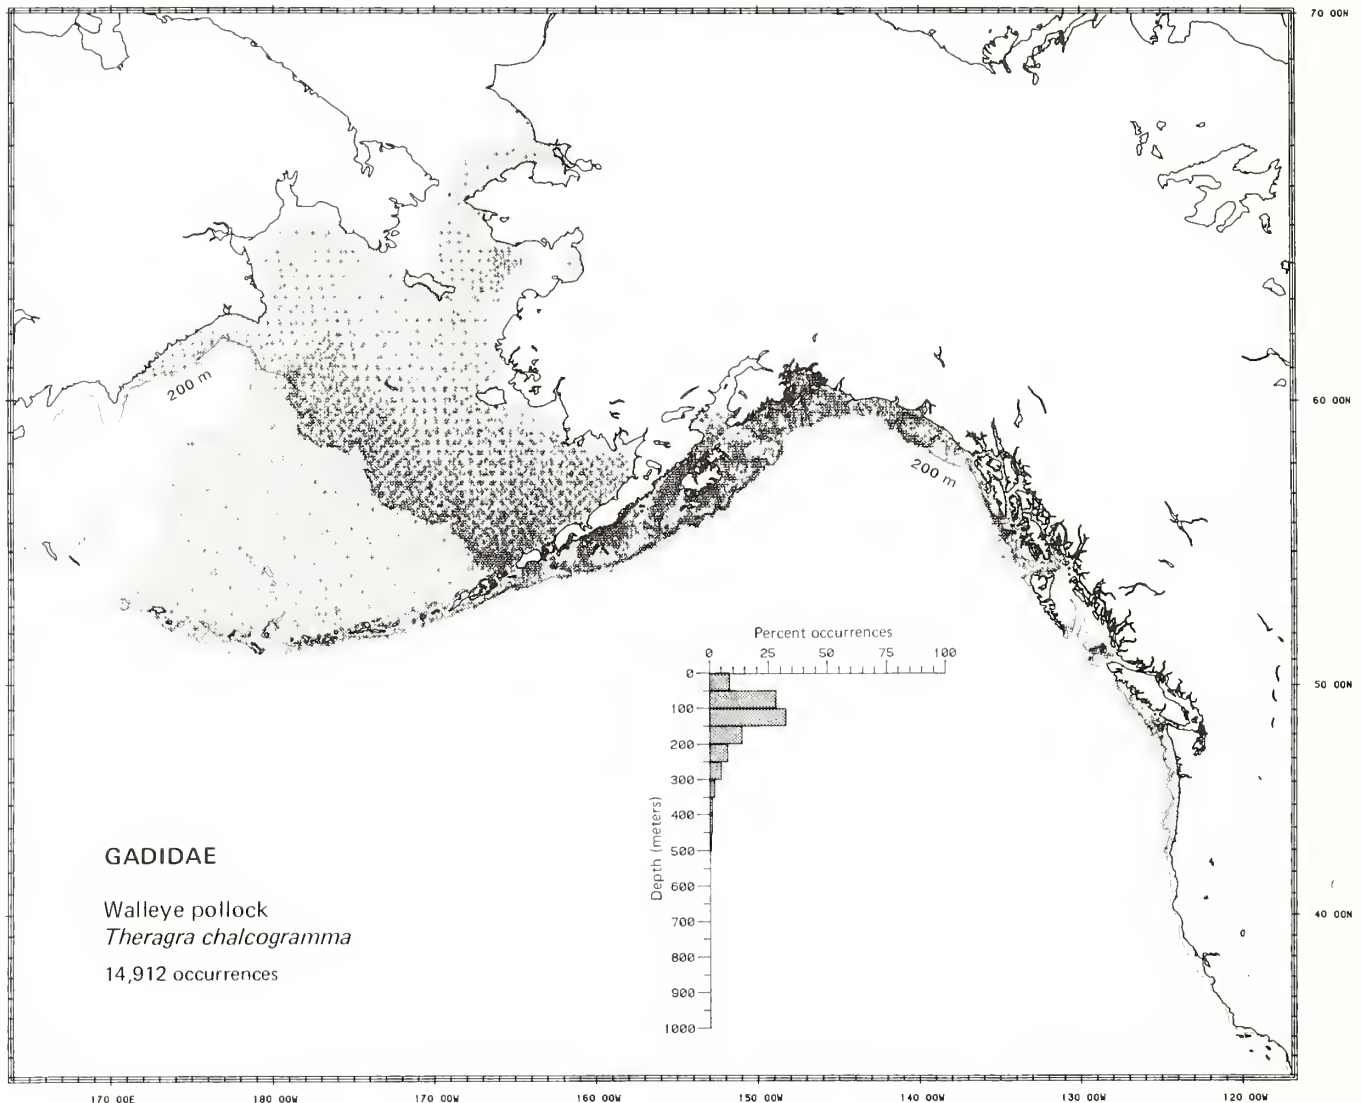 70 00N
200 m
60 00N
200 m
Percent occurrences
0 25 50 75 100
0
50 00N
100
200
300
400
Depth (meters)
500
600
700
800
900
1000
GADIDAE
Walleye pollock
Theragra chalcogramma
14,912 occurrences
40 00N
170 00E 180 00W 170 00W 160 00W 150 00W 140 00W 130 00W 120 00W